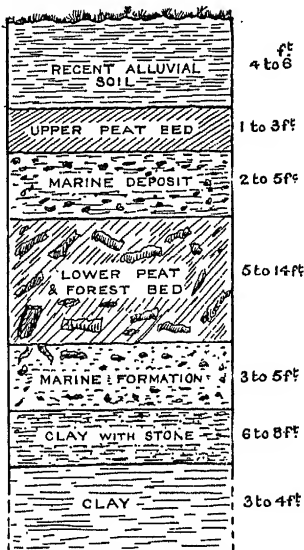 ft
4 to 6
RECENT ALLUVIAL
SOIL
UPPER PEAT BED
1 to 3ft
MARINE DEPOSIT
2 to 5ft
LOWER PEAT
& FOREST BED
5 to 14ft
MARINE FORMATION
3 to 5ft
CLAY WITH STONE
6 to 8ft
CLAY
3 to 4ft